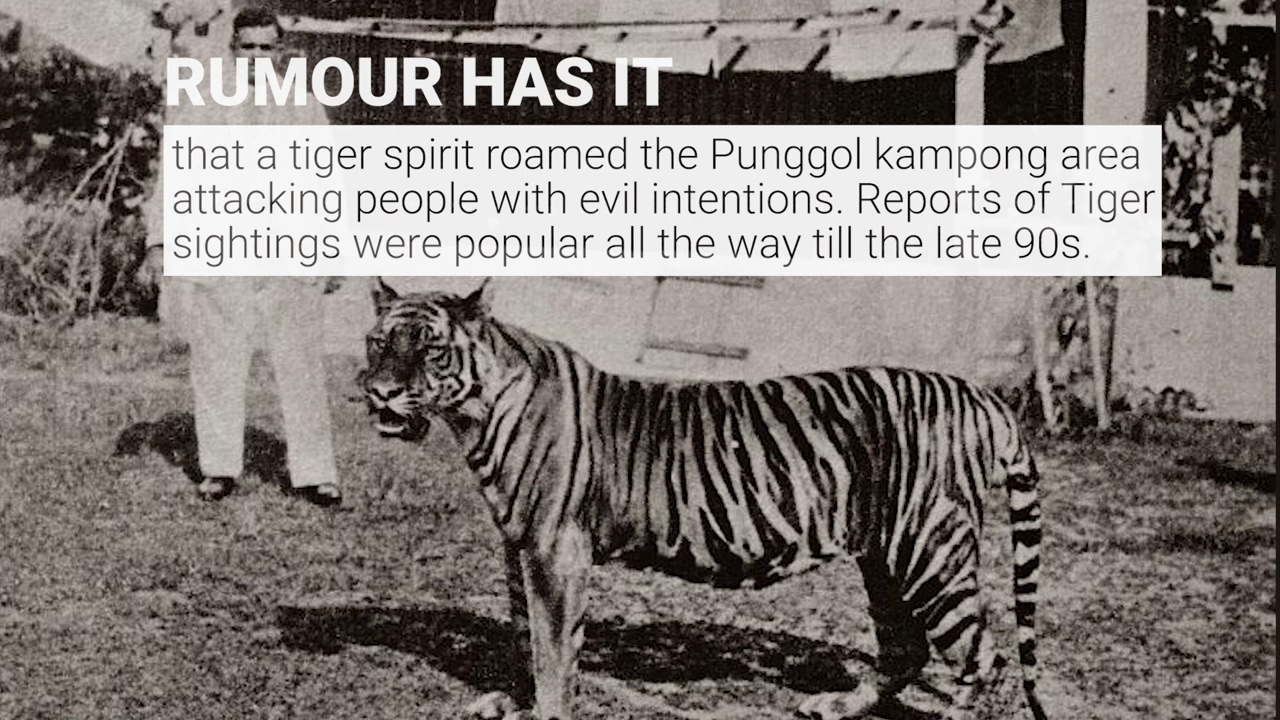 RUMOUR HAS IT
that a tiger spirit roamed the Punggol kampong area
attacking people with evil intentions. Reports of Tiger
sightings were popular all the way till the late 90s.